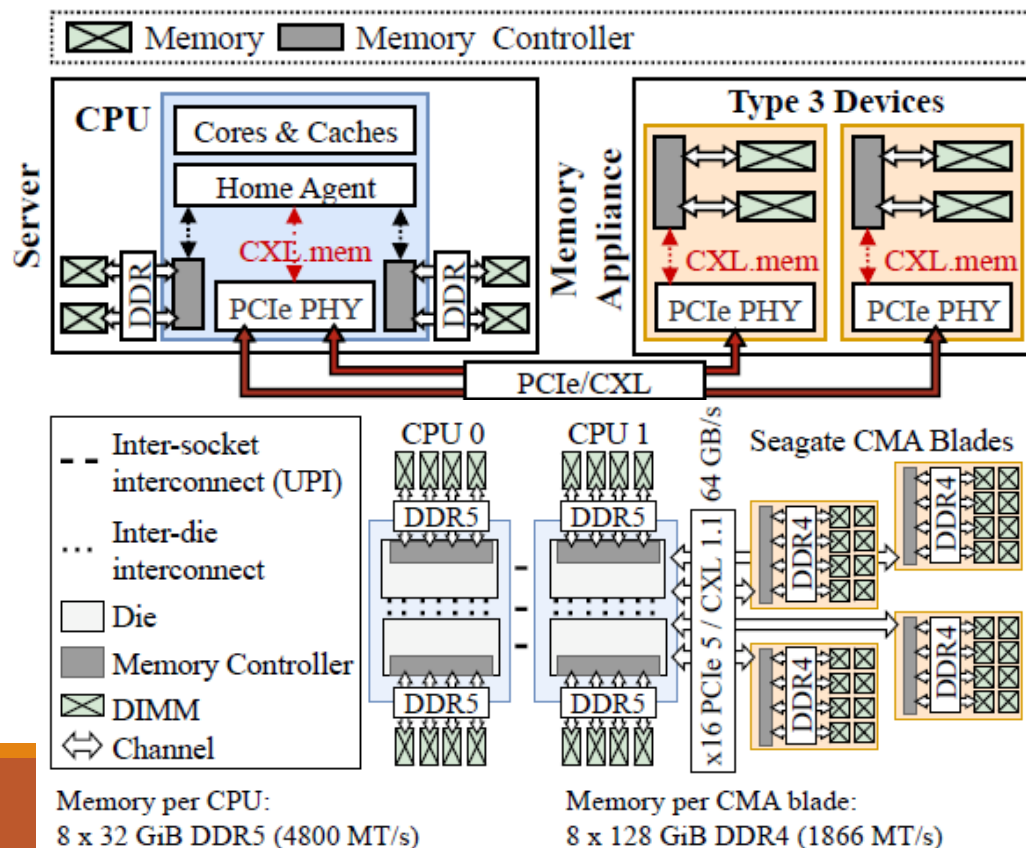 Memory
Memory Controller
Server
CPU
Cores & Caches
Home Agent
CXL.mem
DDR
PCIe PHY
DDR
Memory
Appliance
Type 3 Devices
CXL.mem
CXL.mem
PCIe PHY
PCIe PHY
PCIe/CXL
Inter-socket
interconnect (UPI)
Inter-die
interconnect
Die
Memory Controller
DIMM
Channel
CPU 0
CPU 1
DDR5
DDR5
DDR5
DDR5
x16 PCIe 5 / CXL 1.1 64 GB/s
Seagate CMA Blades
DDR4
DDR4
DDR4
DDR4
Memory per CPU:
8 x 32 GiB DDR5 (4800 MT/s)
Memory per CMA blade:
8 x 128 GiB DDR4 (1866 MT/s)